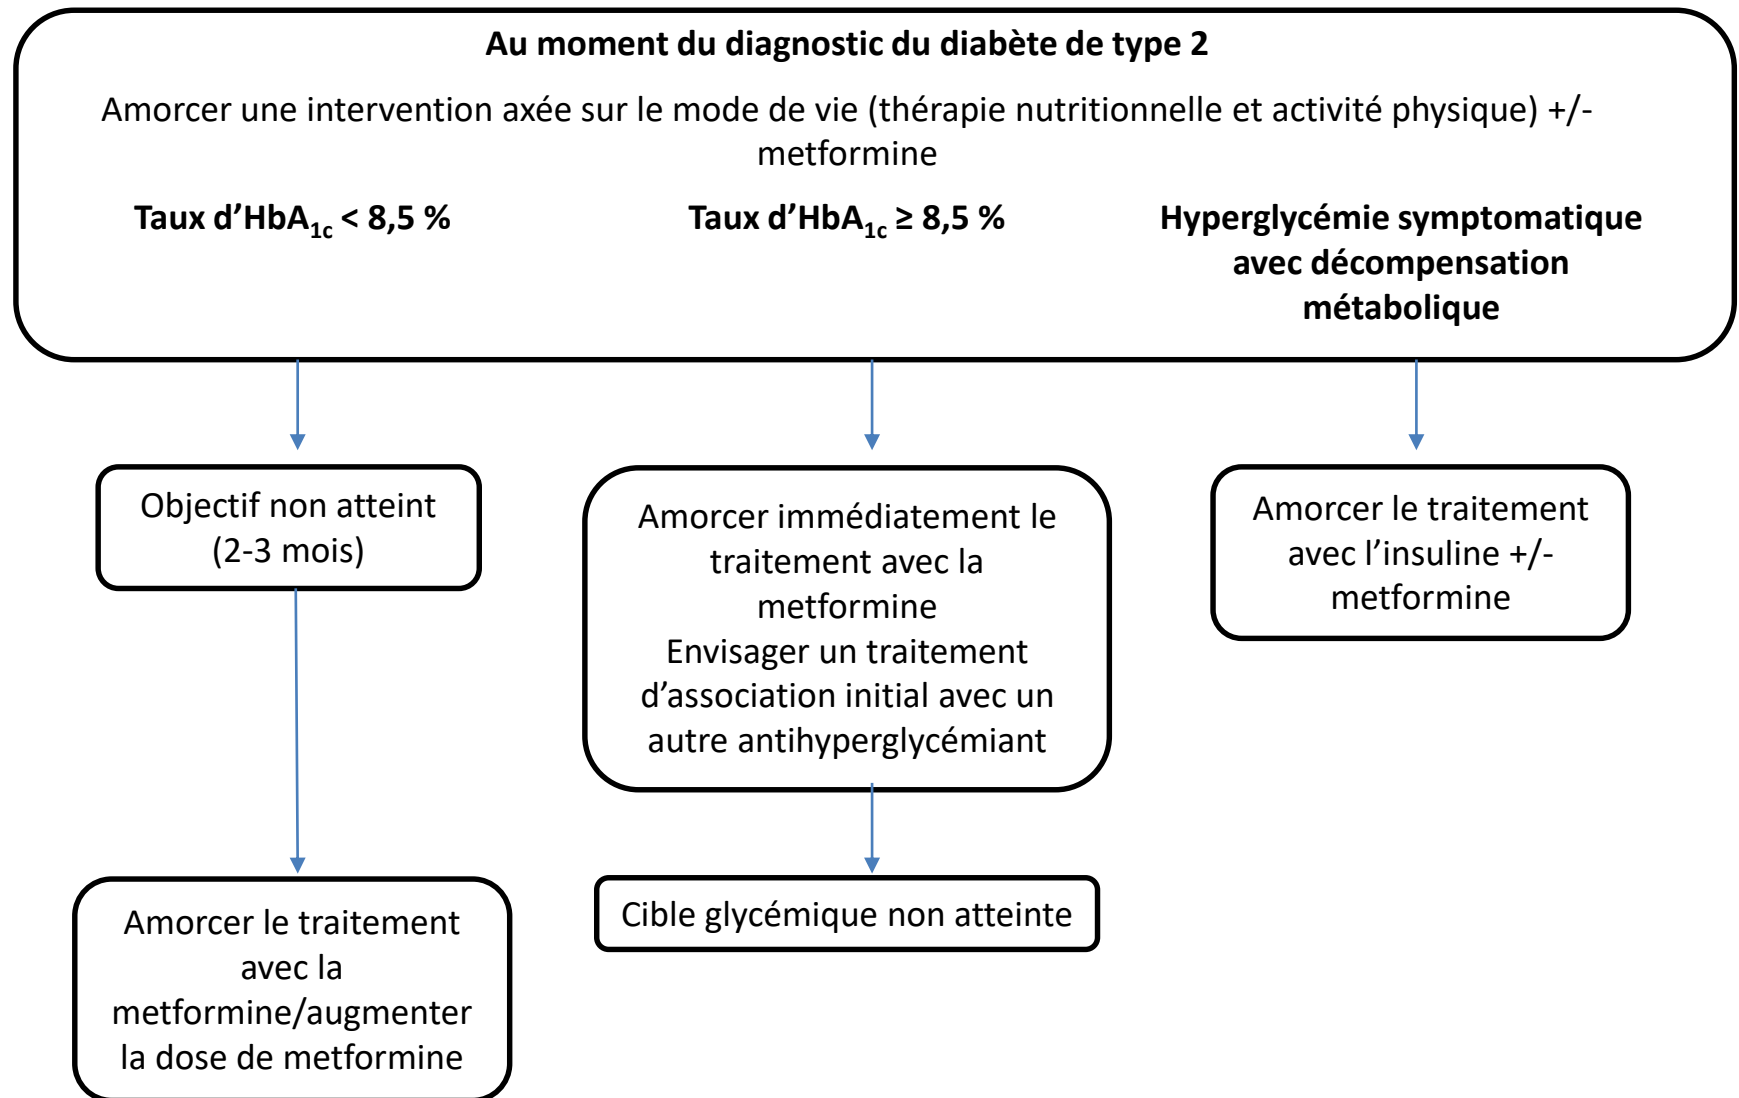 Au moment du diagnostic du diabète de type 2
Amorcer une intervention axée sur le mode de vie (thérapie nutritionnelle et activité physique) +/-
metformine
Taux d’HbA1c < 8,5 %
Taux d’HbA1c ≥ 8,5 %
Hyperglycémie symptomatique
avec décompensation
métabolique
Objectif non atteint
(2-3 mois)
Amorcer immédiatement le
traitement avec la
metformine
Envisager un traitement
d’association initial avec un
autre antihyperglycémiant
Amorcer le traitement
avec l’insuline +/-
metformine
Amorcer le traitement
avec la
metformine/augmenter
la dose de metformine
Cible glycémique non atteinte